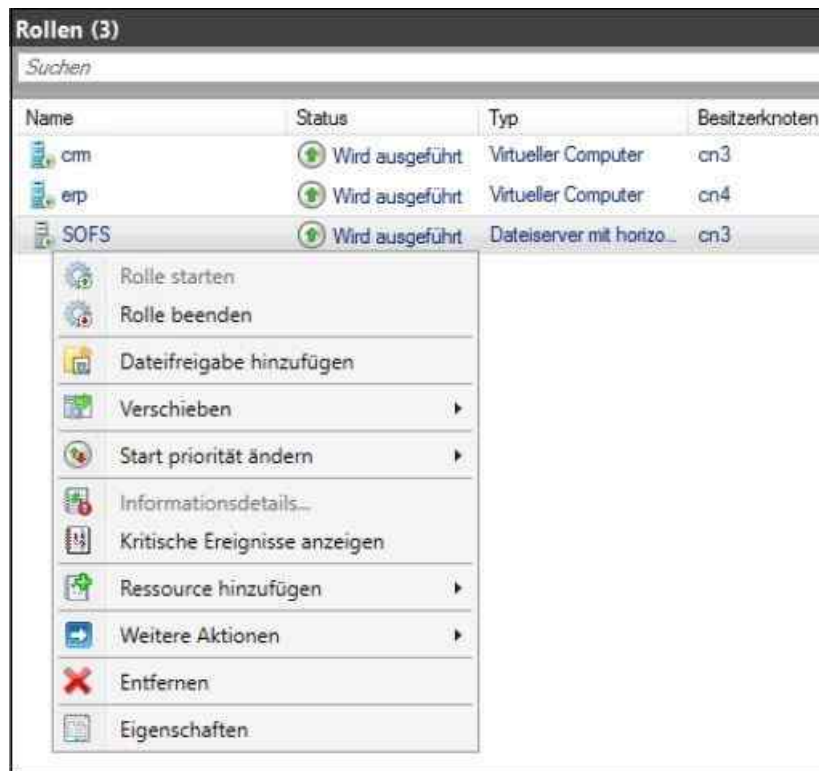 Rollen (3)
Suchen
Name Status Typ Besitzerknoten
crm Wird ausgeführt Virtueller Computer cn3
erp Wird ausgeführt Virtueller Computer cn4
SOFS Wird ausgeführt Dateiserver mit horizo... cn3
Rolle starten
Rolle beenden
Dateifreigabe hinzufügen
Verschieben
Start priorität ändern
Informationsdetails...
Kritische Ereignisse anzeigen
Ressource hinzufügen
Weitere Aktionen
Entfernen
Eigenschaften